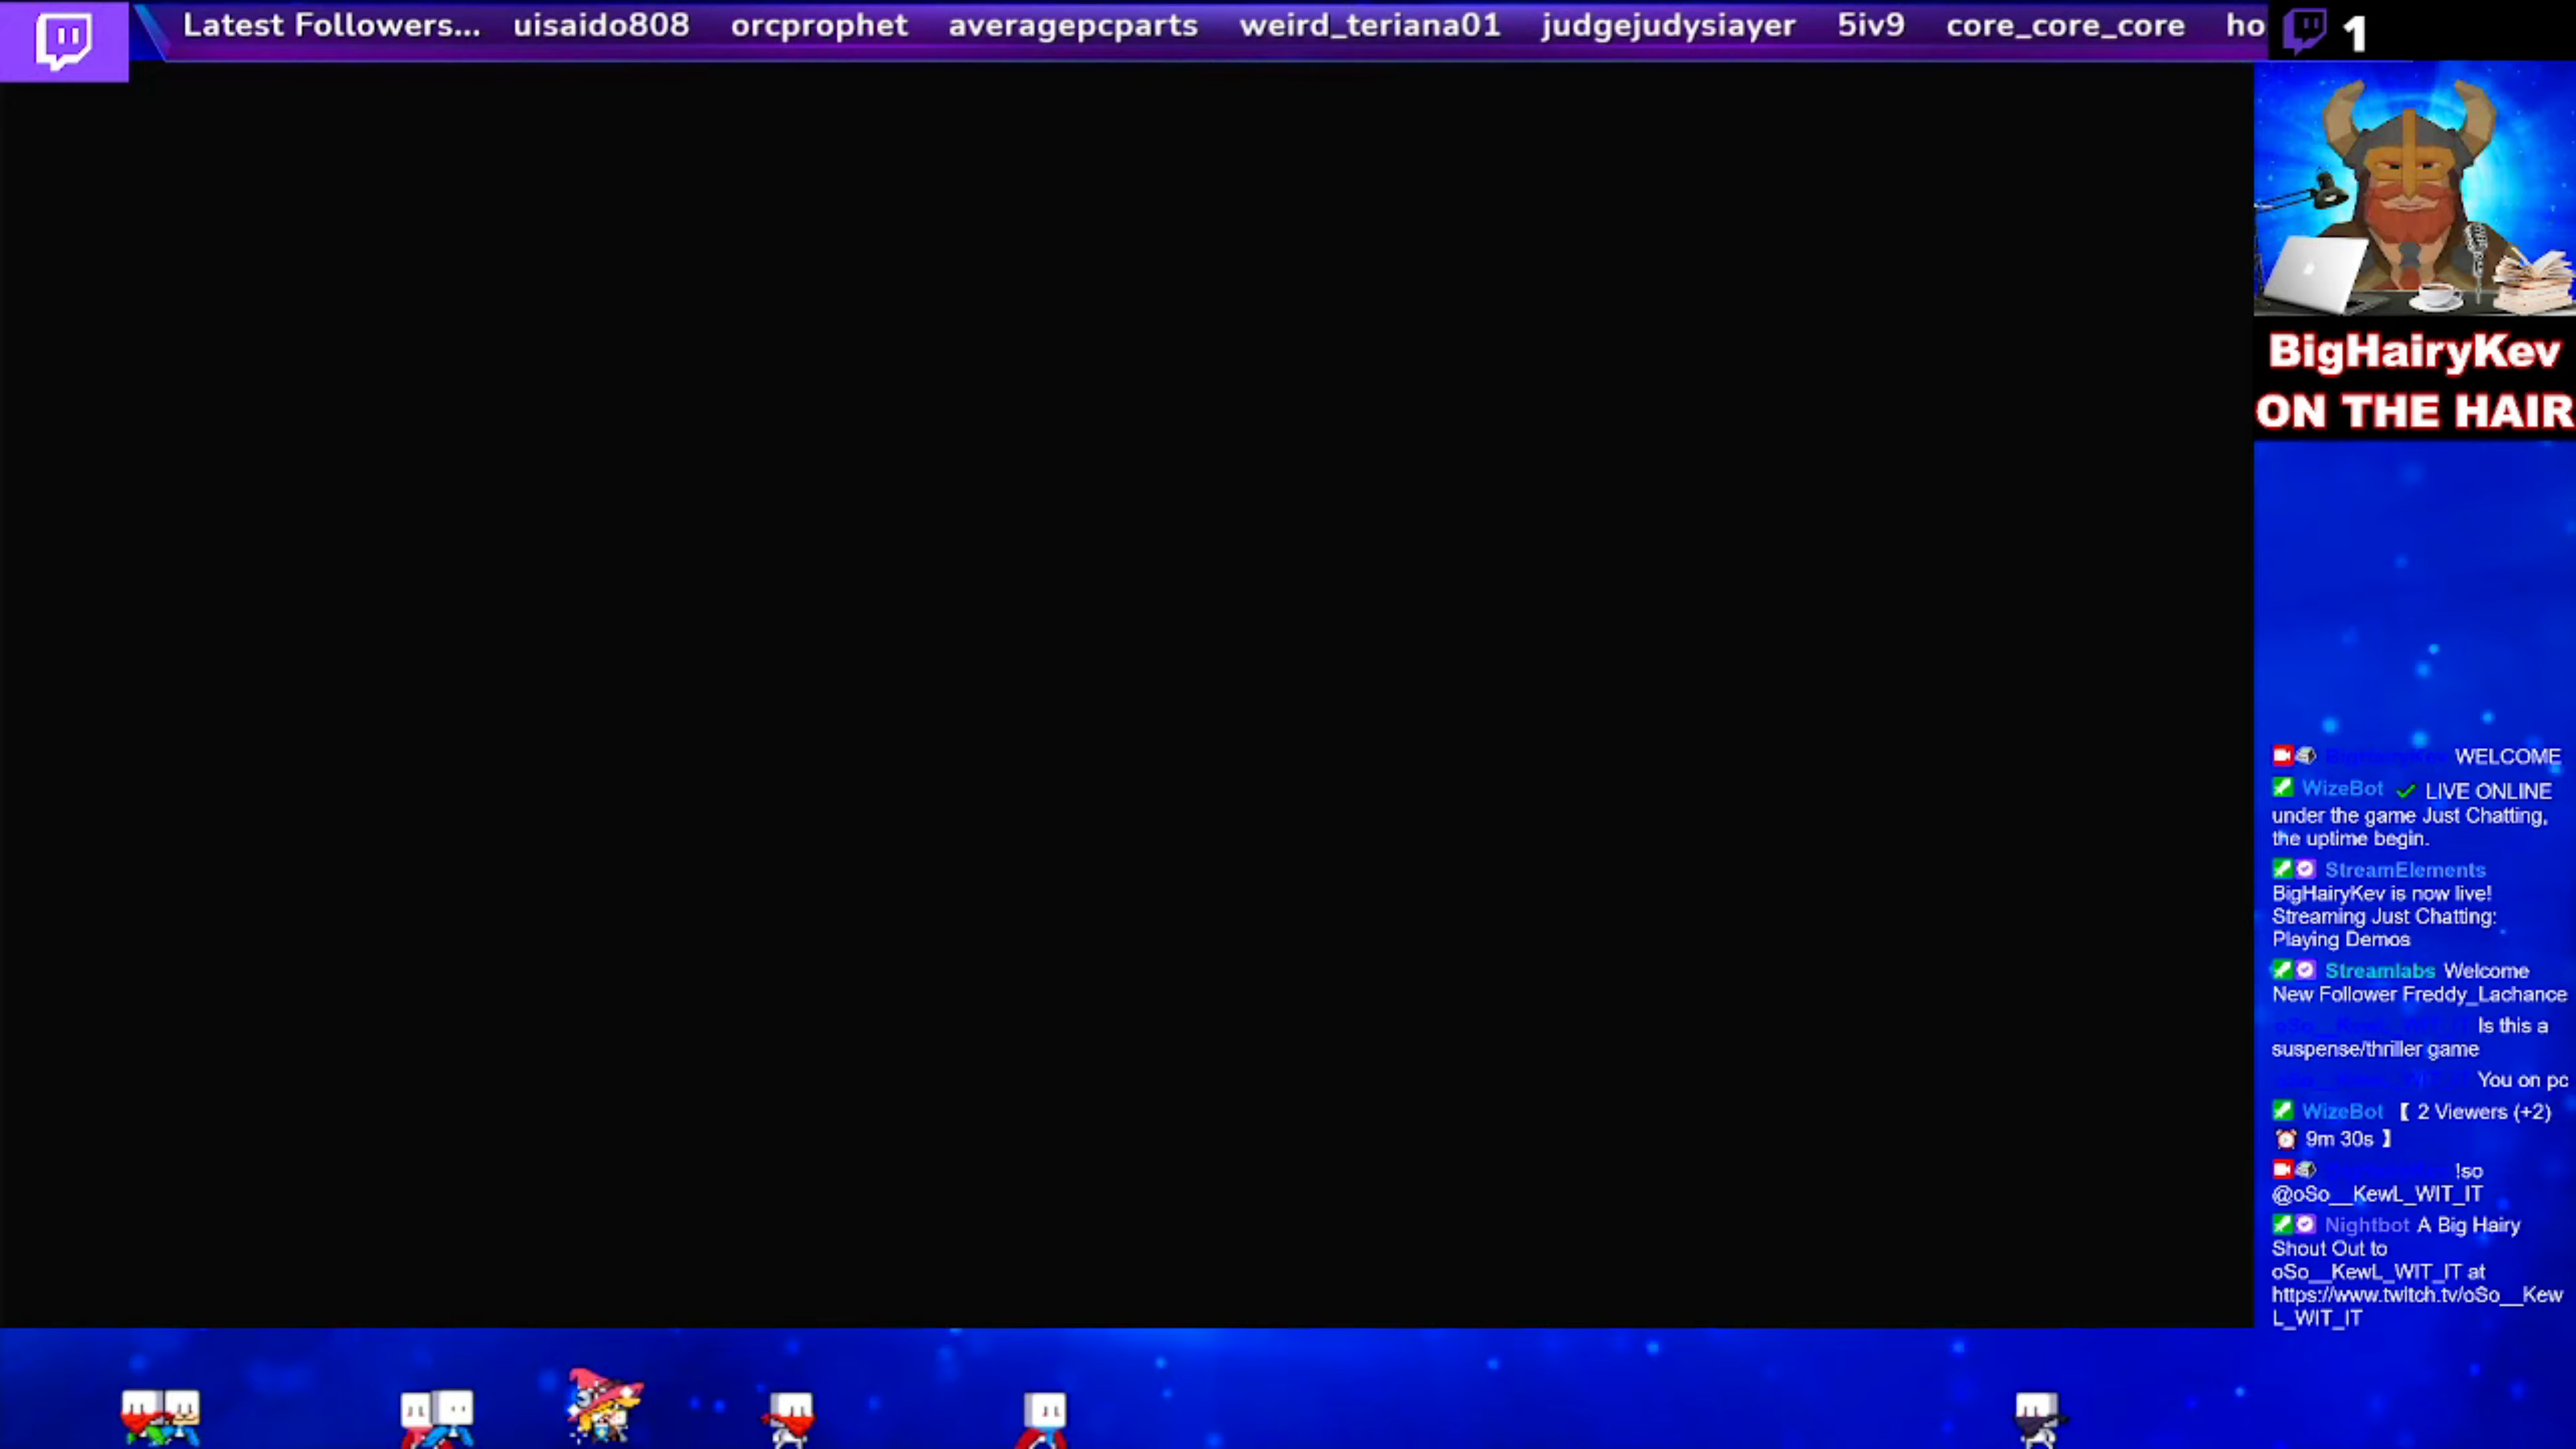 Latest Followers... uisaido808 orcprophet averagepcparts weird_teriana01 judgejudysiayer 5iv9 core_core_core ho
1
BigHairyKev
ON THE HAIR
BigHairyKev WELCOME
WizeBot ✓ LIVE ONLINE
under the game Just Chatting,
the uptime begin.
StreamElements
BigHairyKev is now live!
Streaming Just Chatting:
Playing Demos
Streamlabs Welcome
New Follower Freddy_Lachance
oSo__KewL_WIT_IT Is this a
suspense/thriller game
oSo__KewL_WIT_IT You on pc
WizeBot 【 2 Viewers (+2)
9m 30s 】
!so
@oSo__KewL_WIT_IT
Nightbot A Big Hairy
Shout Out to
oSo__KewL_WIT_IT at
https://www.twitch.tv/oSo__Kew
L_WIT_IT